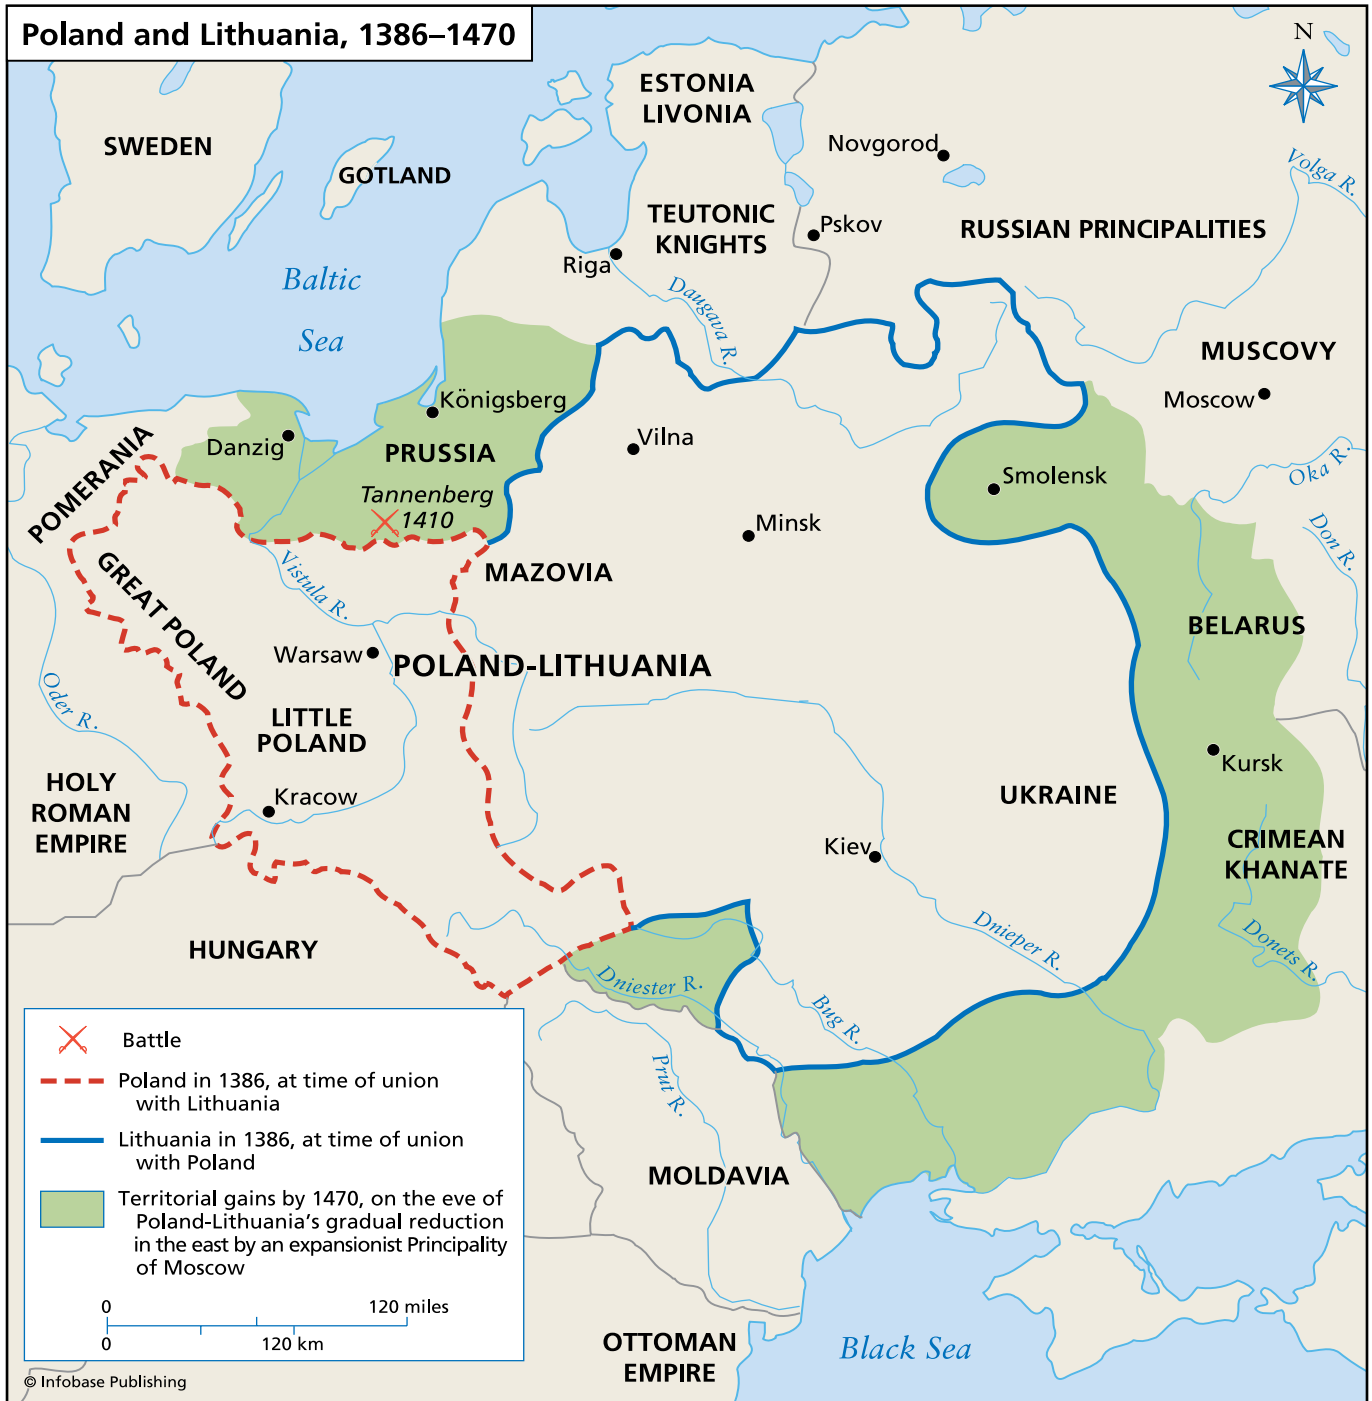 Poland and Lithuania, 1386–1470
N
ESTONIA
LIVONIA
SWEDEN
Novgorod
Volga R.
GOTLAND
TEUTONIC
KNIGHTS
Pskov
RUSSIAN PRINCIPALITIES
Riga
Baltic
Sea
Daugava R.
MUSCOVY
Moscow
Königsberg
Danzig
PRUSSIA
Vilna
POMERANIA
Tannenberg
1410
Smolensk
Oka R.
Don R.
Minsk
GREAT POLAND
Vistula R.
MAZOVIA
BELARUS
Warsaw
POLAND-LITHUANIA
Oder R.
LITTLE
POLAND
Kursk
HOLY
ROMAN
EMPIRE
Kracow
UKRAINE
Kiev
CRIMEAN
KHANATE
HUNGARY
Dnieper R.
Donets R.
Dniester R.
Bug R.
Prut R.
MOLDAVIA
Battle
Poland in 1386, at time of union
with Lithuania
Lithuania in 1386, at time of union
with Poland
Territorial gains by 1470, on the eve of
Poland-Lithuania's gradual reduction
in the east by an expansionist Principality
of Moscow
0 120 miles
0 120 km
OTTOMAN
EMPIRE
Black Sea
© Infobase Publishing